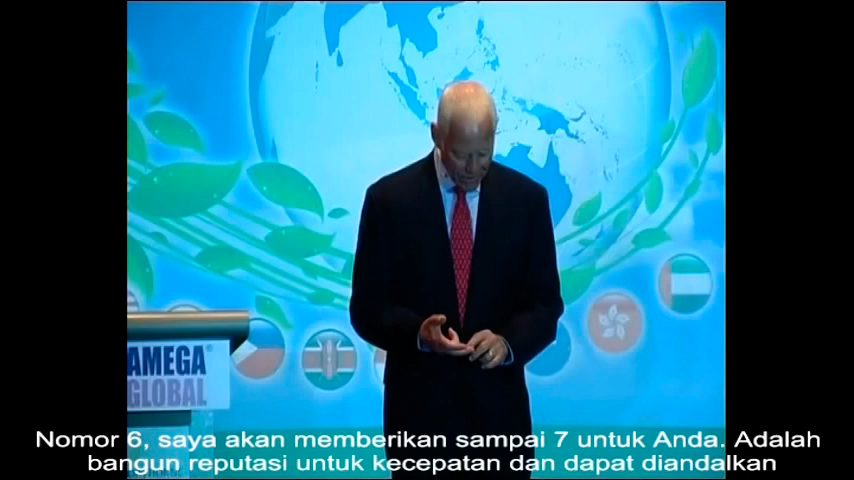 AMEGA
GLOBAL
Nomor 6, saya akan memberikan sampai 7 untuk Anda. Adalah
bangun reputasi untuk kecepatan dan dapat diandalkan